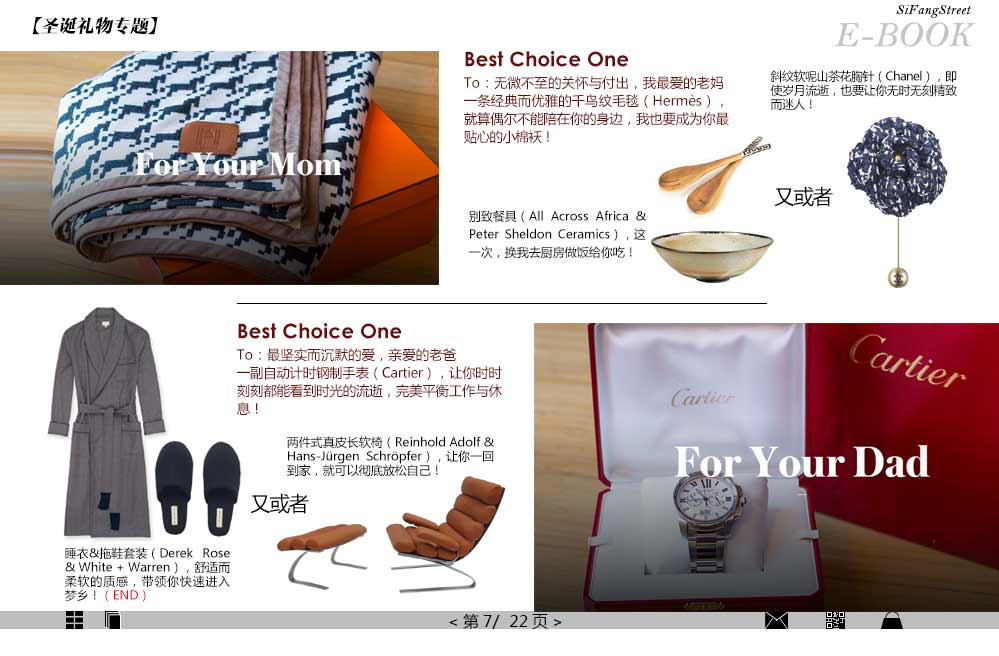 【圣诞礼物专题】
SiFangStreet
E-BOOK
For Your Mom
Best Choice One
To：无微不至的关怀与付出，我最爱的老妈
一条经典而优雅的千鸟纹毛毯（Hermès），
就算偶尔不能陪在你的身边，我也要成为你最
贴心的小棉袄！
斜纹软呢山茶花胸针（Chanel），即
使岁月流逝，也要让你无时无刻精致
而迷人！
又或者
别致餐具（All Across Africa &
Peter Sheldon Ceramics），这
一次，换我去厨房做饭给你吃！
Best Choice One
To：最坚实而沉默的爱，亲爱的老爸
一副自动计时钢制手表（Cartier），让你时时
刻刻都能看到时光的流逝，完美平衡工作与休
息！
两件式真皮长软椅（Reinhold Adolf &
Hans-Jürgen Schröpfer），让你一回
到家，就可以彻底放松自己！
又或者
睡衣&拖鞋套装（Derek Rose
& White + Warren），舒适而
柔软的质感，带领你快速进入
梦乡！（END）
Cartier
Cartier
For Your Dad
< 第 7/ 22 页 >